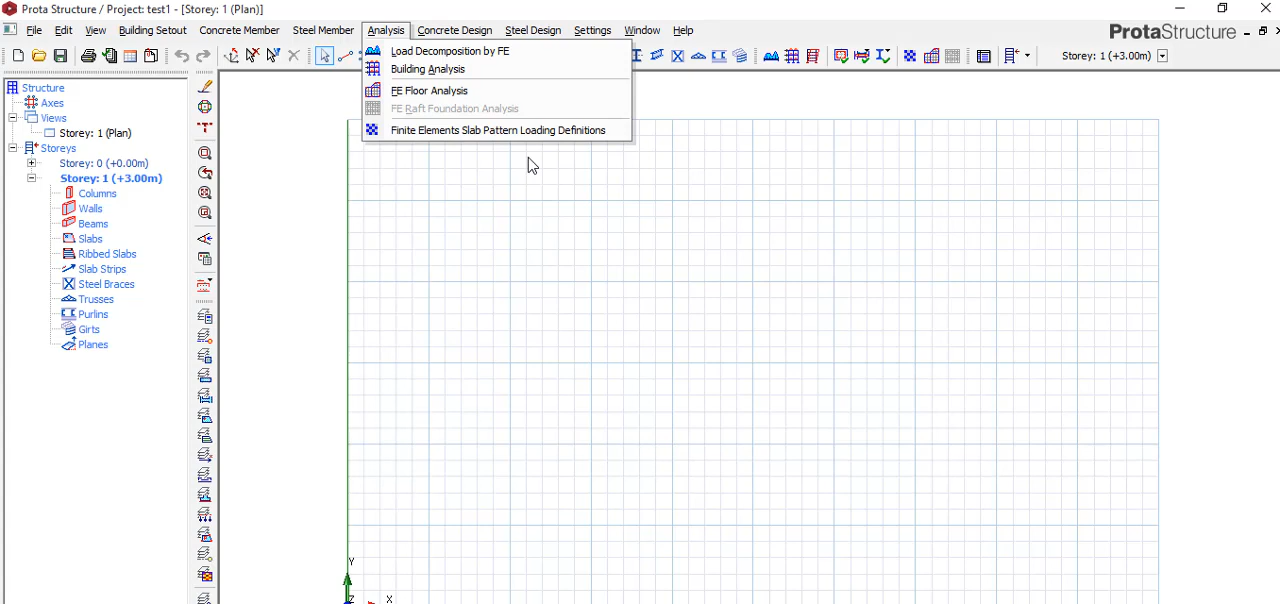 Prota Structure / Project: test1 - [Storey: 1 (Plan)]
File Edit View Building Setout Concrete Member Steel Member Analysis Concrete Design Steel Design Settings Window Help
ProtaStructure
Storey: 1 (+3.00m)
Load Decomposition by FE
Building Analysis
FE Floor Analysis
FE Raft Foundation Analysis
Finite Elements Slab Pattern Loading Definitions
Structure
Axes
Views
Storey: 1 (Plan)
Storeys
Storey: 0 (+0.00m)
Storey: 1 (+3.00m)
Columns
Walls
Beams
Slabs
Ribbed Slabs
Slab Strips
Steel Braces
Trusses
Purlins
Girts
Planes
Y
Z
X